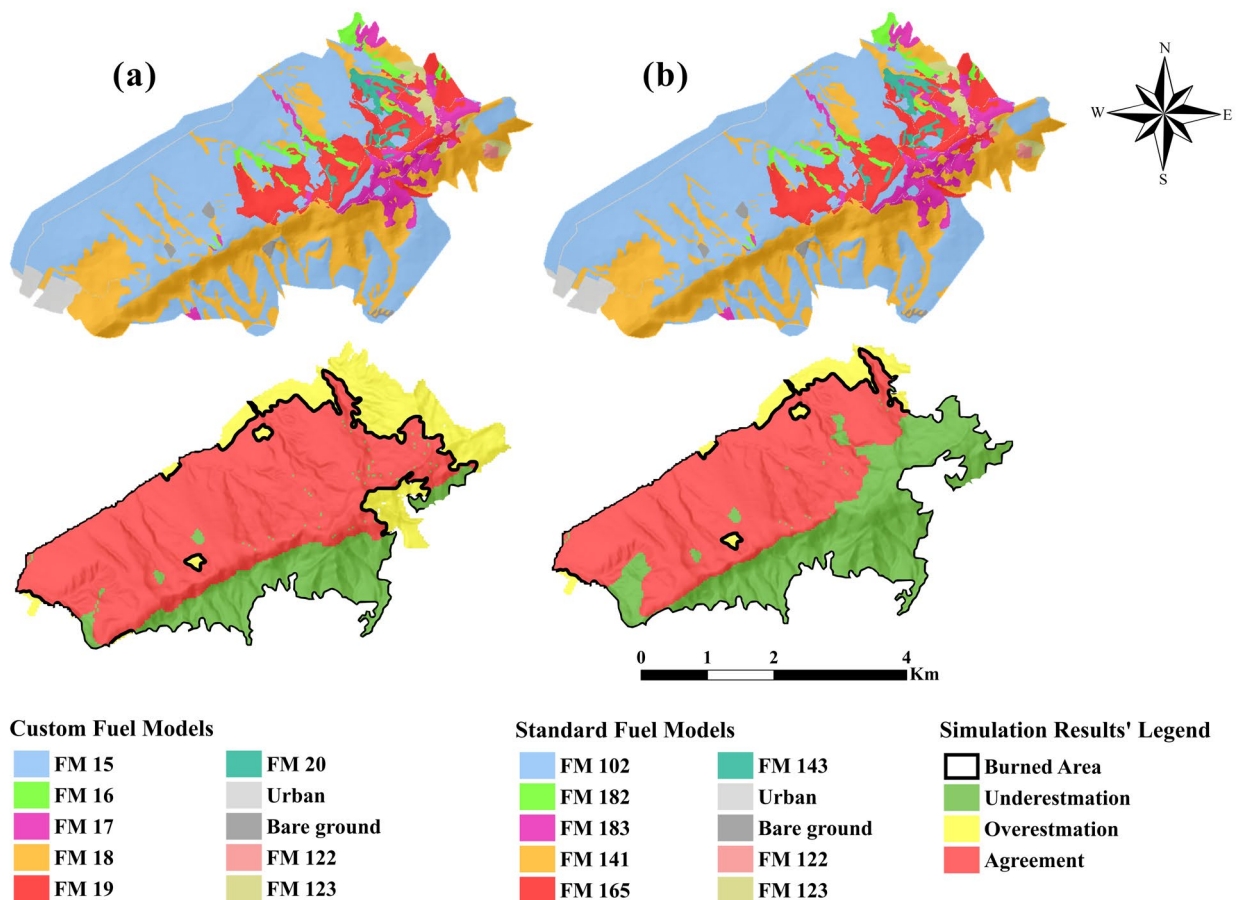 (a)
(b)
N
W
E
S
0 1 2 4
Km
Custom Fuel Models
FM 15
FM 16
FM 17
FM 18
FM 19
FM 20
Urban
Bare ground
FM 122
FM 123
Standard Fuel Models
FM 102
FM 182
FM 183
FM 141
FM 165
FM 143
Urban
Bare ground
FM 122
FM 123
Simulation Results' Legend
Burned Area
Underestmation
Overestmation
Agreement